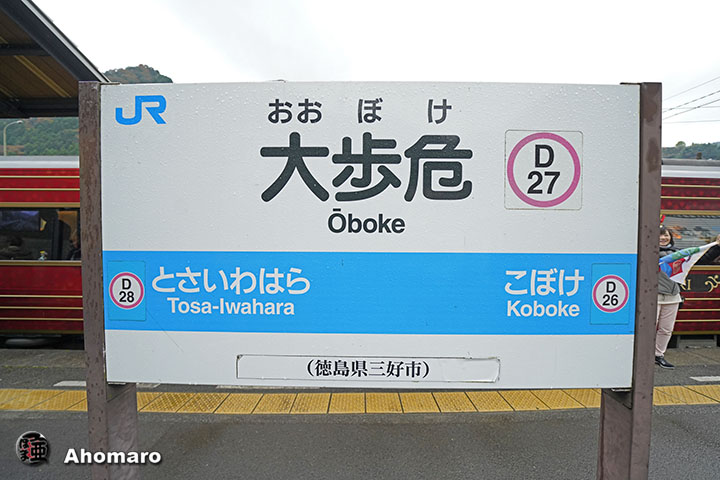 JR
おおぼけ
大歩危
Ōboke
D
27
とさいわはら
Tosa-Iwahara
D
28
こぼけ
Koboke
D
26
(徳島県三好市)
Ahomaro